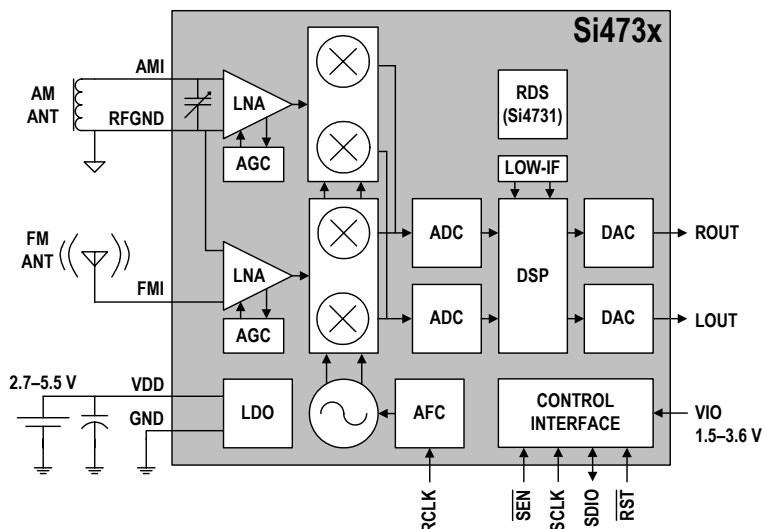 Si473x
AMI
AM
ANT
RFGND
LNA
AGC
RDS
(Si4731)
LOW-IF
FM
ANT
FMI
LNA
AGC
ADC
ADC
DSP
DAC
DAC
ROUT
LOUT
2.7–5.5 V
VDD
GND
LDO
AFC
CONTROL
INTERFACE
VIO
1.5–3.6 V
RCLK
SEN
SCLK
SDIO
RST